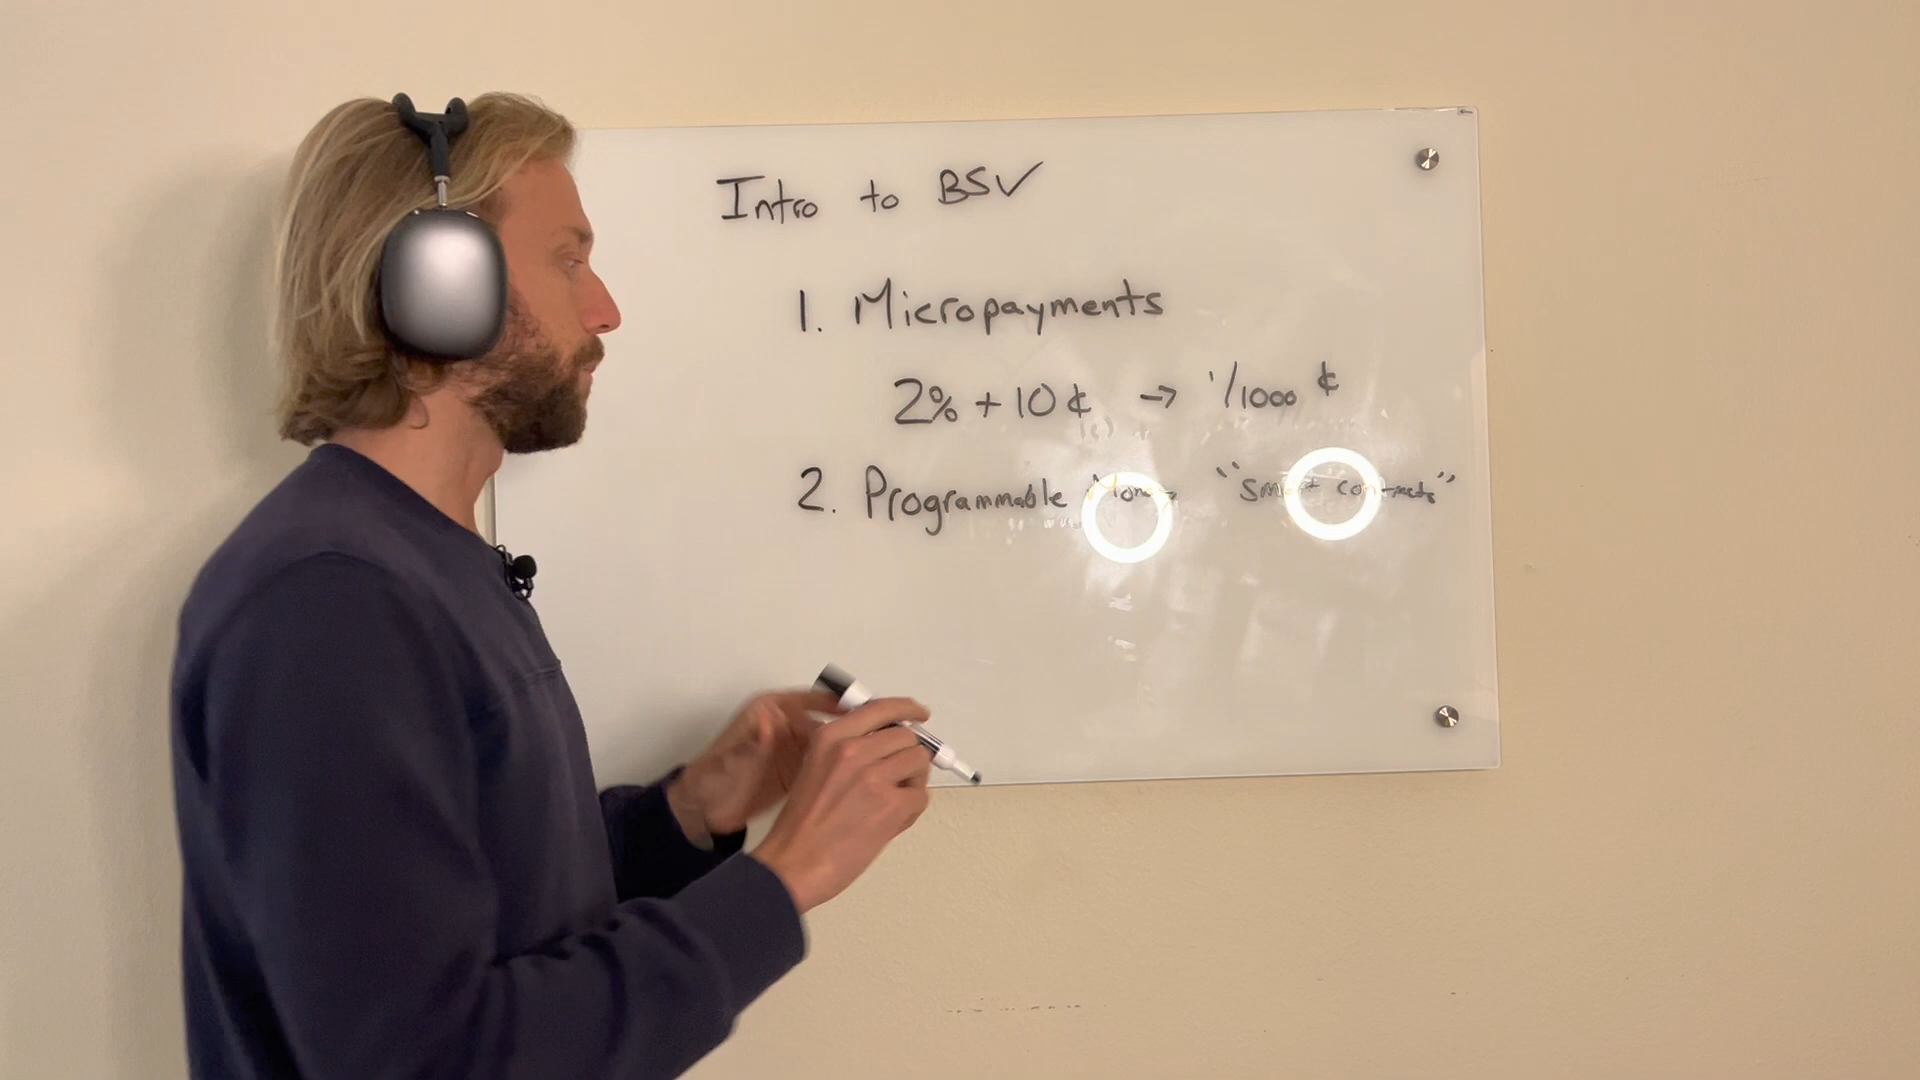 Intro to BSV
1. Micropayments
2% + 10¢ → 1/1000 ¢
2. Programmable Money "Smart contracts"